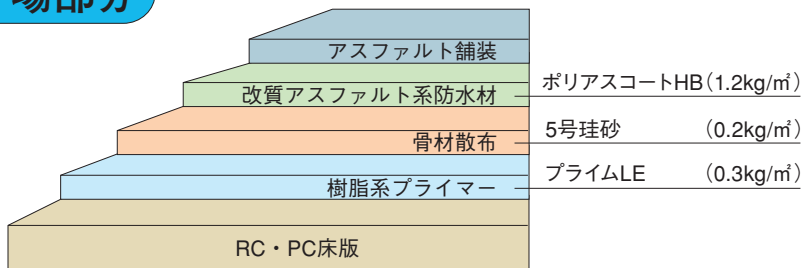 場部分
アスファルト舗装
改質アスファルト系防水材
ポリアスコートHB(1.2kg/㎡)
骨材散布
5号珪砂 (0.2kg/㎡)
樹脂系プライマー
プライムLE (0.3kg/㎡)
RC・PC床版